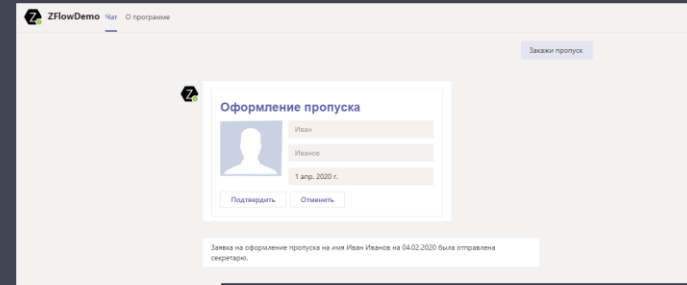 ZFlowDemo Чат О программе
Закажи пропуск
Оформление пропуска
Иван
Иванов
1 апр. 2020 г.
Подтвердить Отменить
Заявка на оформление пропуска на имя Иван Иванов на 04.02.2020 была отправлена
секретарю.